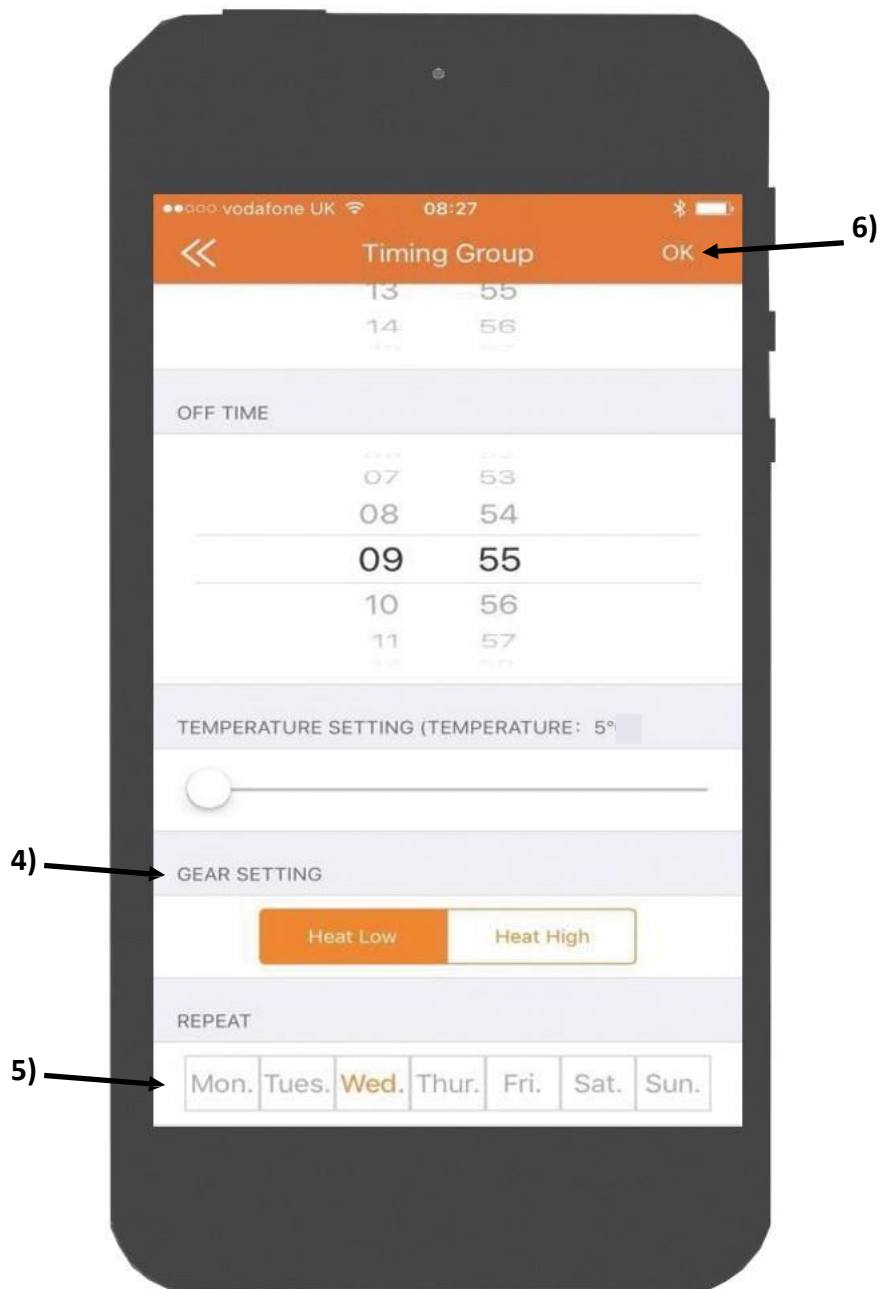 vodafone UK 08:27
6)
Timing Group OK
13 55
14 56
OFF TIME
07 53
08 54
09 55
10 56
11 57
TEMPERATURE SETTING (TEMPERATURE: 5°
4)
GEAR SETTING
Heat Low Heat High
REPEAT
5)
Mon. Tues. Wed. Thur. Fri. Sat. Sun.